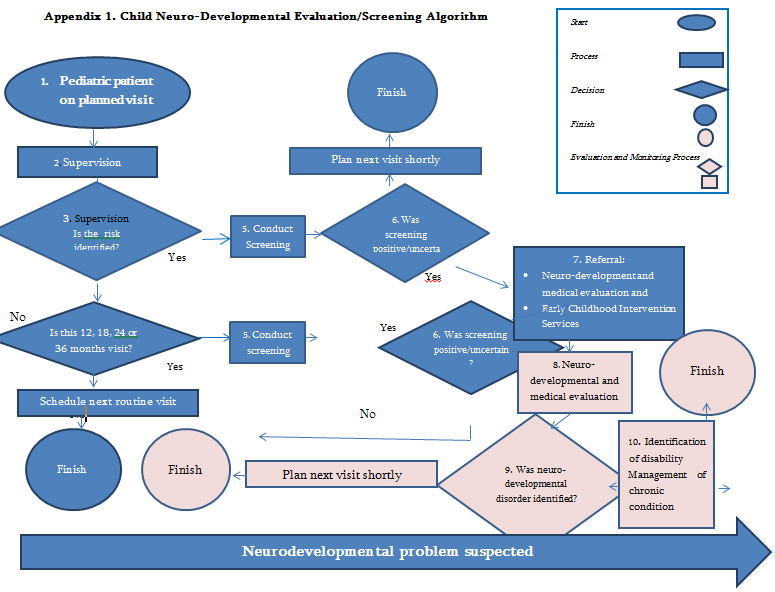 Appendix 1. Child Neuro-Developmental Evaluation/Screening Algorithm
Start
Process
Decision
Finish
Evaluation and Monitoring Process
1. Pediatric patient
on planned visit
Finish
2 Supervision
Plan next visit shortly
3. Supervision
Is the risk
identified?
Yes
5. Conduct
Screening
6. Was
screening
positive/uncerta
Yes
7. Referral:
• Neuro-development and
medical evaluation and
• Early Childhood Intervention
Services
No
Is this 12, 18, 24 or
36 months visit?
Yes
5. Conduct
screening
Yes
6. Was screening
positive/uncertain
?
8. Neuro-
developmental and
medical evaluation
Finish
Schedule next routine visit
No
Finish
Finish
Plan next visit shortly
9. Was neuro-
developmental
disorder identified?
10. Identification
of disability
Management of
chronic
condition
Neurodevelopmental problem suspected